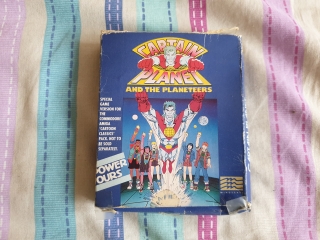 CAPTAIN
PLANET
AND THE PLANETEERS
SPECIAL
GAME
VERSION FOR
THE
COMMODORE
AMIGA
'CARTOON
CLASSICS'
PACK. NOT TO
BE SOLD
SEPARATELY.
POWER
OURS